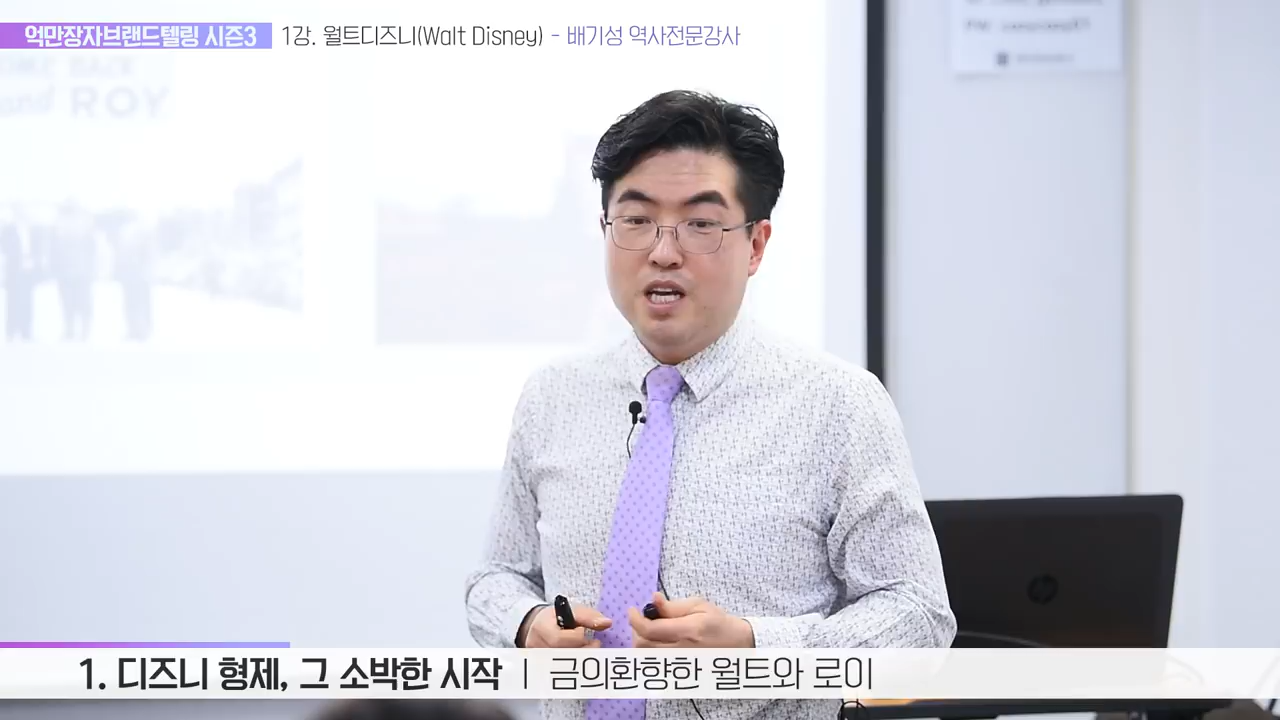 억만장자브랜드텔링 시즌3
1강. 월트디즈니(Walt Disney) - 배기성 역사전문강사
and ROY
hp
1. 디즈니 형제, 그 소박한 시작 | 금의환향한 월트와 로이